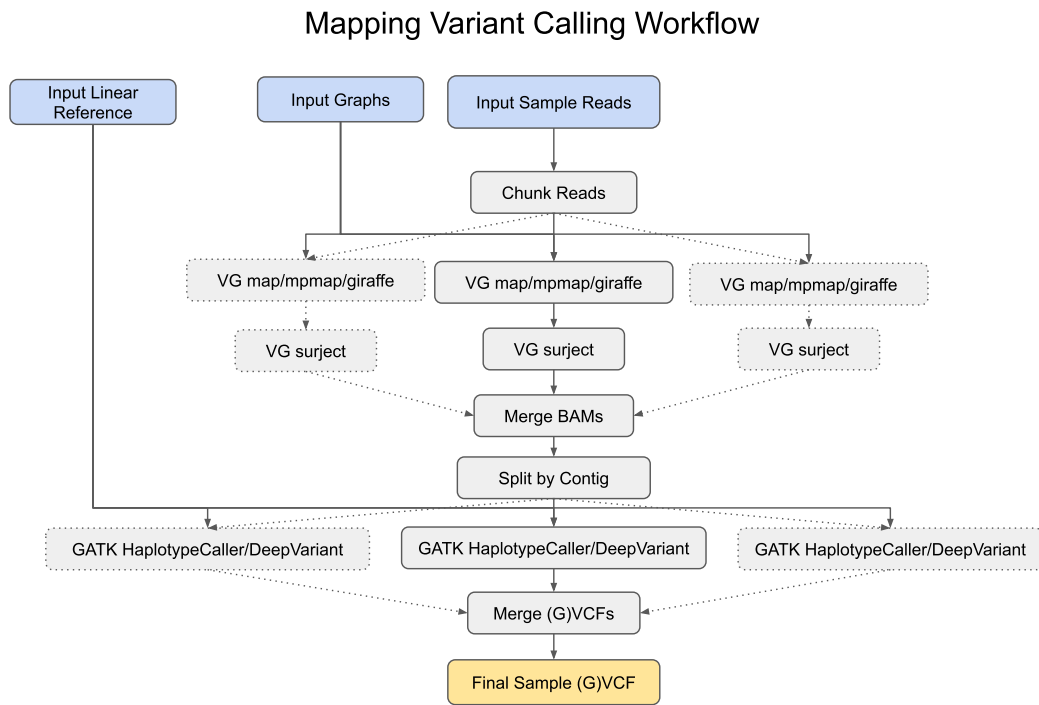 Mapping Variant Calling Workflow
Input Linear
Reference
Input Graphs
Input Sample Reads
Chunk Reads
VG map/mpmap/giraffe
VG map/mpmap/giraffe
VG map/mpmap/giraffe
VG surject
VG surject
VG surject
Merge BAMs
Split by Contig
GATK HaplotypeCaller/DeepVariant
GATK HaplotypeCaller/DeepVariant
GATK HaplotypeCaller/DeepVariant
Merge (G)VCFs
Final Sample (G)VCF